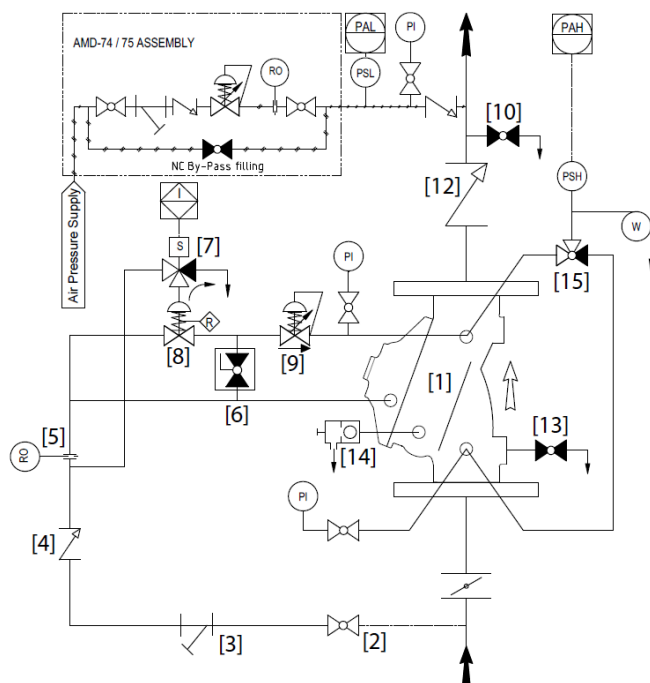 AMD-74 / 75 ASSEMBLY
PAL
PI
PAH
RO
PSL
[10]
NC By-Pass filling
[12]
PSH
I
Air Pressure Supply
S
[7]
W
PI
[15]
R
[8]
[9]
[1]
[6]
[5]
[13]
RO
[14]
PI
[4]
[3]
[2]